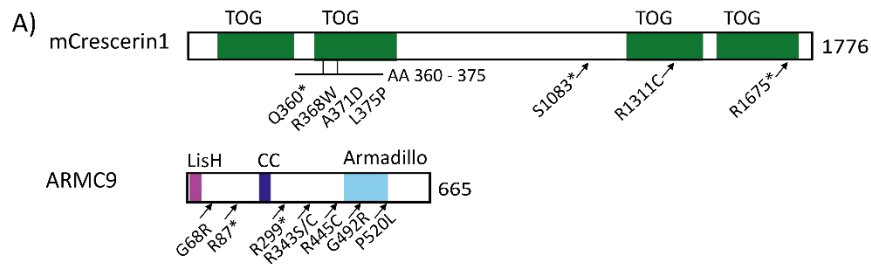 A)
TOG TOG TOG TOG
mCrescerin1 1776
AA 360 - 375
Q360* R368W A371D L375P S1083* R1311C R1675*
LisH CC Armadillo
ARMC9 665
G68R R87* R299* R343S/C R445C G492R P520L